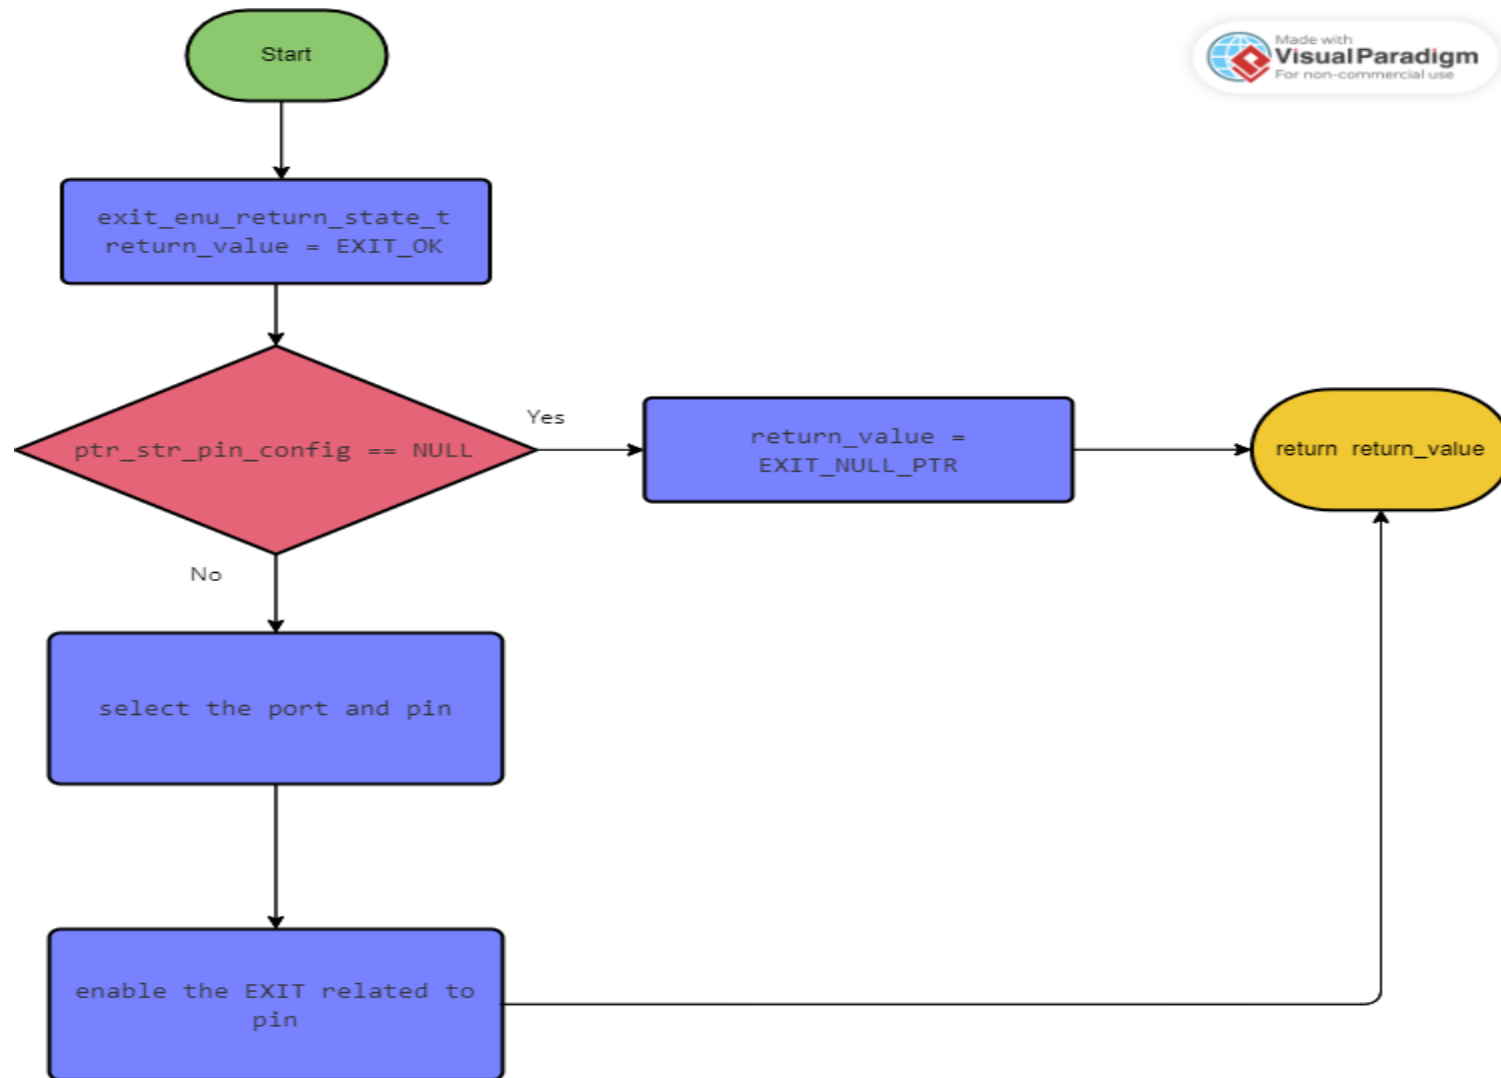 Start
Made with
Visual Paradigm
For non-commercial use
exit_enu_return_state_t
return_value = EXIT_OK
ptr_str_pin_config == NULL
Yes
return_value =
EXIT_NULL_PTR
return return_value
No
select the port and pin
enable the EXIT related to
pin